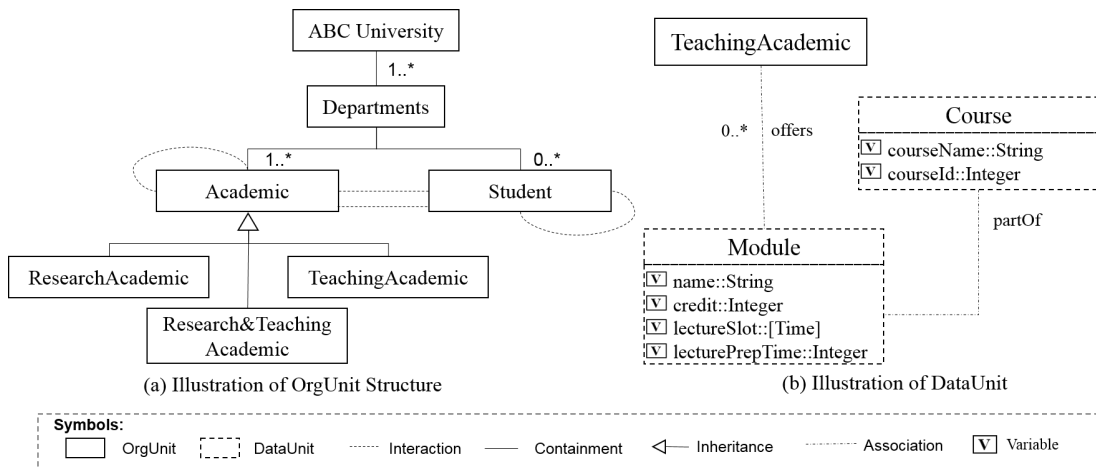 ABC University
1..*
Departments
1..*
0..*
Academic
Student
ResearchAcademic
TeachingAcademic
Research&Teaching
Academic
(a) Illustration of OrgUnit Structure
TeachingAcademic
0..*
offers
Course
V courseName::String
V courseId::Integer
partOf
Module
V name::String
V credit::Integer
V lectureSlot::[Time]
V lecturePrepTime::Integer
(b) Illustration of DataUnit
Symbols:
OrgUnit DataUnit Interaction Containment Inheritance Association V Variable